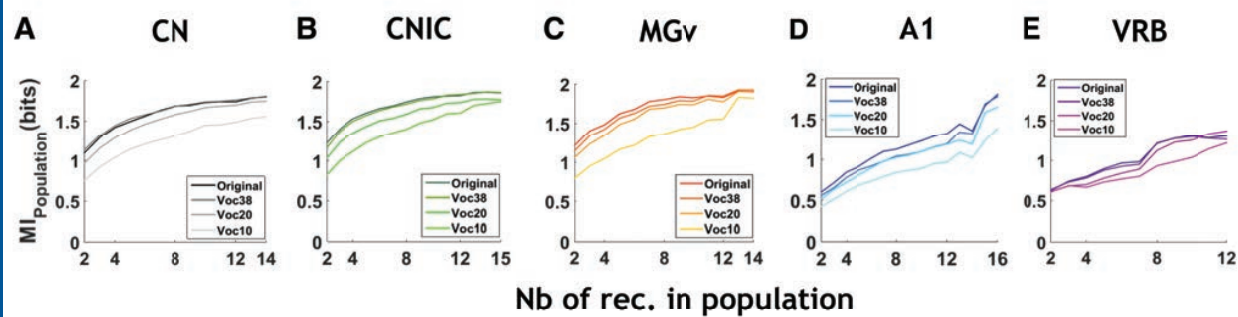 A CN B CNIC C MGv D A1 E VRB
MI Population (bits)
2 1.5 1 0.5 0
Original
Voc38
Voc20
Voc10
2 4 8 12 14
2 1.5 1 0.5 0
Original
Voc38
Voc20
Voc10
2 4 8 12 15
2 1.5 1 0.5 0
Original
Voc38
Voc20
Voc10
2 4 8 12 14
2 1.5 1 0.5 0
Original
Voc38
Voc20
Voc10
2 4 8 12 16
2 1.5 1 0.5 0
Original
Voc38
Voc20
Voc10
2 4 8 12
Nb of rec. in population